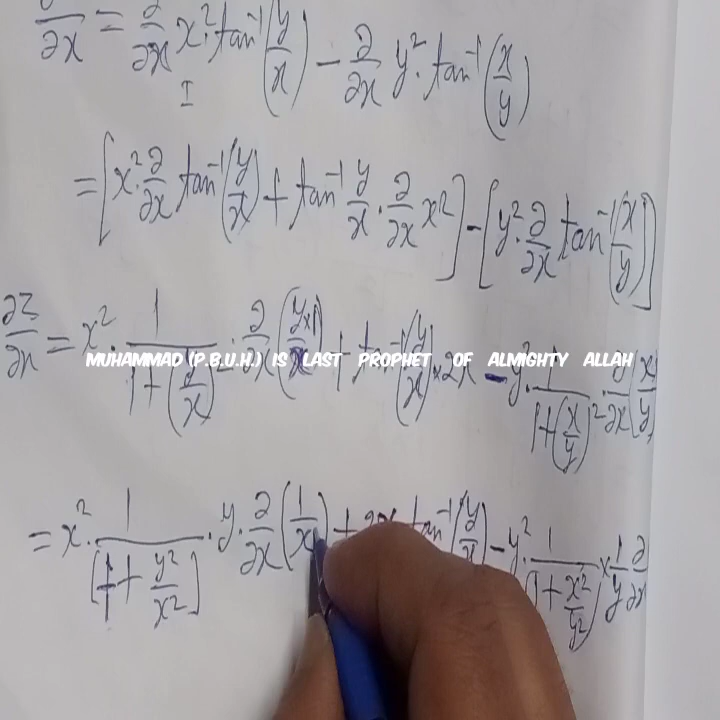 ∂/∂x = ∂/∂x x².tan⁻¹(y/x) - ∂/∂x y².tan⁻¹(x/y)
I
= [x².∂/∂x tan⁻¹(y/x) + tan⁻¹ y/x . ∂/∂x x²] - [y².∂/∂x tan⁻¹(x/y)]
∂z/∂x = x².1/(1+(y/x)²).∂/∂x(y×1/x) + tan⁻¹(y/x)×2x - y².1/(1+(x/y)²).∂/∂x(x/y)
MUHAMMAD (P.B.U.H.) IS LAST PROPHET OF ALMIGHTY ALLAH
= x².1/[1+y²/x²].y.∂/∂x(1/x) + 2x tan⁻¹(y/x) - y².1/(1+x²/y²)×1/y ∂/∂x